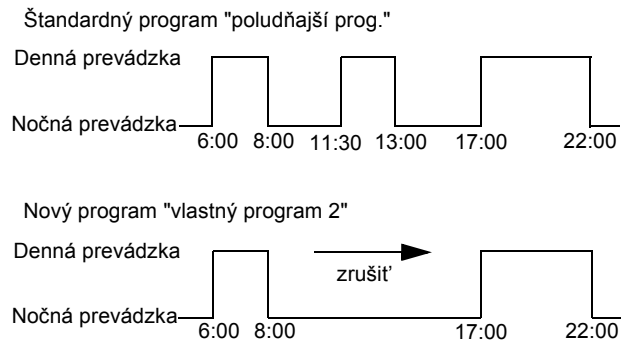 Štandardný program "poludňajší prog."
Denná prevádzka
Nočná prevádzka
6:00 8:00 11:30 13:00 17:00 22:00
Nový program "vlastný program 2"
Denná prevádzka
zrušiť
Nočná prevádzka
6:00 8:00 17:00 22:00